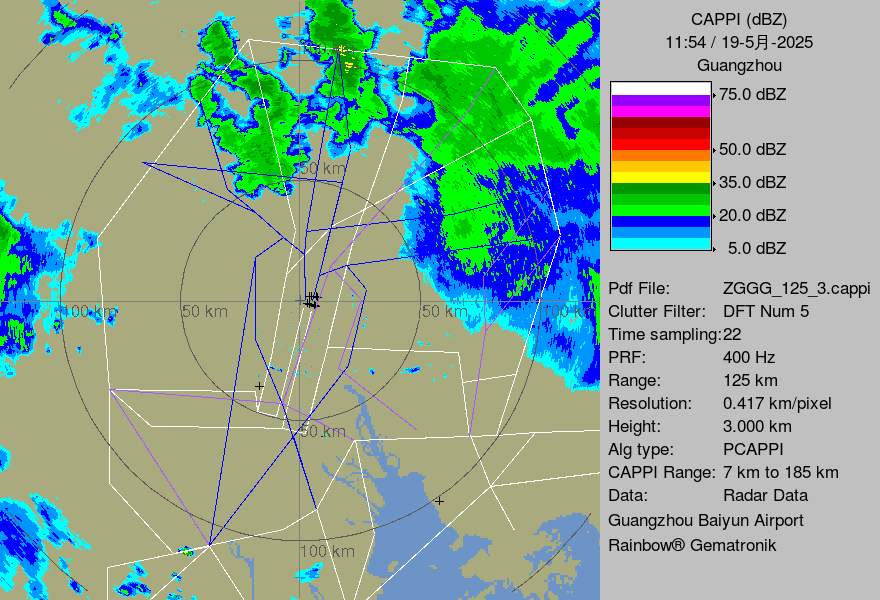 CAPPI (dBZ)
11:54 / 19-5月-2025
Guangzhou
75.0 dBZ
50.0 dBZ
35.0 dBZ
20.0 dBZ
5.0 dBZ
Pdf File: ZGGG_125_3.cappi
Clutter Filter: DFT Num 5
Time sampling:22
PRF: 400 Hz
Range: 125 km
Resolution: 0.417 km/pixel
Height: 3.000 km
Alg type: PCAPPI
CAPPI Range: 7 km to 185 km
Data: Radar Data
Guangzhou Baiyun Airport
Rainbow® Gematronik
50 km
100 km
50 km
50 km
100 km
50 km
100 km